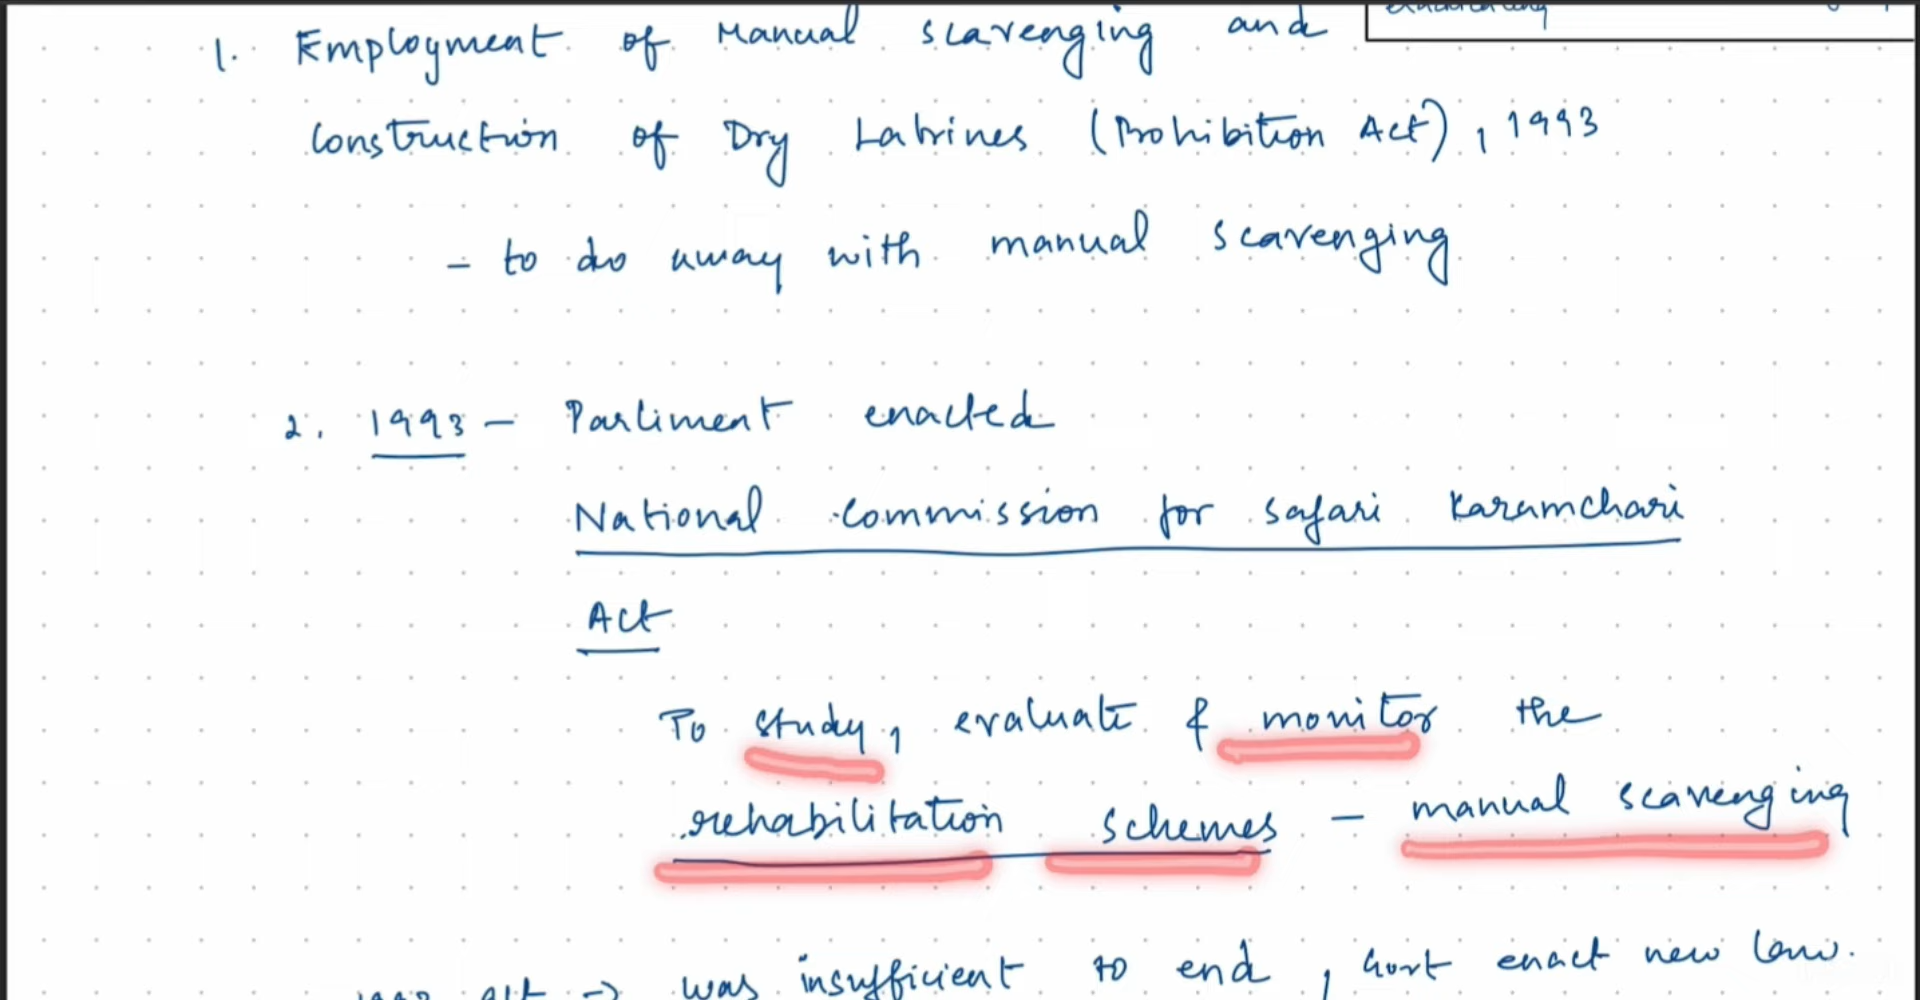 1. Employment of Manual scavenging and
Construction of Dry Latrines (Prohibition Act), 1993
- to do away with manual scavenging
2. 1993 - Parliment enacted
National Commission for safari Karamchari
Act
To study, evaluate & monitor the
rehabilitation schemes - manual scavenging
was insufficient to end, Govt enact new law.